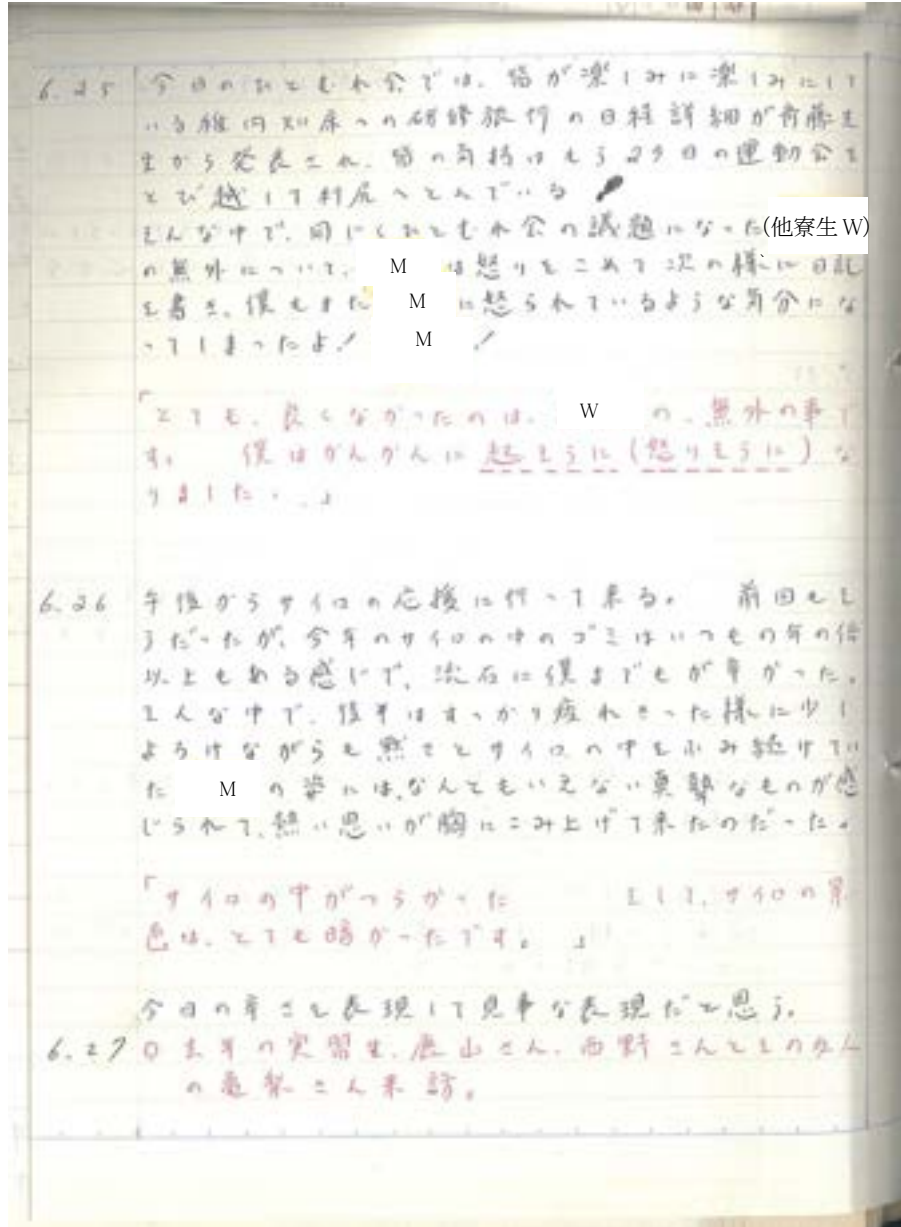 6.25 今日のおともれ会では、皆が楽しみに楽しみにして
いる稚内利尻への研修旅行の日程詳細が斉藤先
生から発表され、皆の気持はもう29日の運動会を
とび越して利尻へとんでいる!
そんな中で、同じくおともれ会の議題になった(他寮生W)
の無外について、Mは怒りをこめて次の様に日記
を書き、僕もまたMに怒られているような気分にな
ってしまったよ! M!
「とても、良くなかったのは、Wの、無外の事で
す。 僕はがんがんに起そうに(怒りそうに)な
りました。」
6.26 午後からサイロの応援に行って来る。 前回もそ
うだったが、今年のサイロの中のゴミはいつもの年の倍
以上もある感じで、流石に僕までもが辛かった。
そんな中で、後半はすっかり疲れきった様に少し
よろけながらも黙々とサイロの中をふみ続けてい
たMの姿には、なんともいえない真摯なものが感
じられて、熱い思いが胸にこみ上げて来たのだった。
「サイロの中がつらかった そして、サイロの景
色は、とても暗かったです。」
今日の辛さを表現して見事な表現だと思う。
6.27 ○去年の実習生、山さん、西野さんとその友人
のさん来訪。